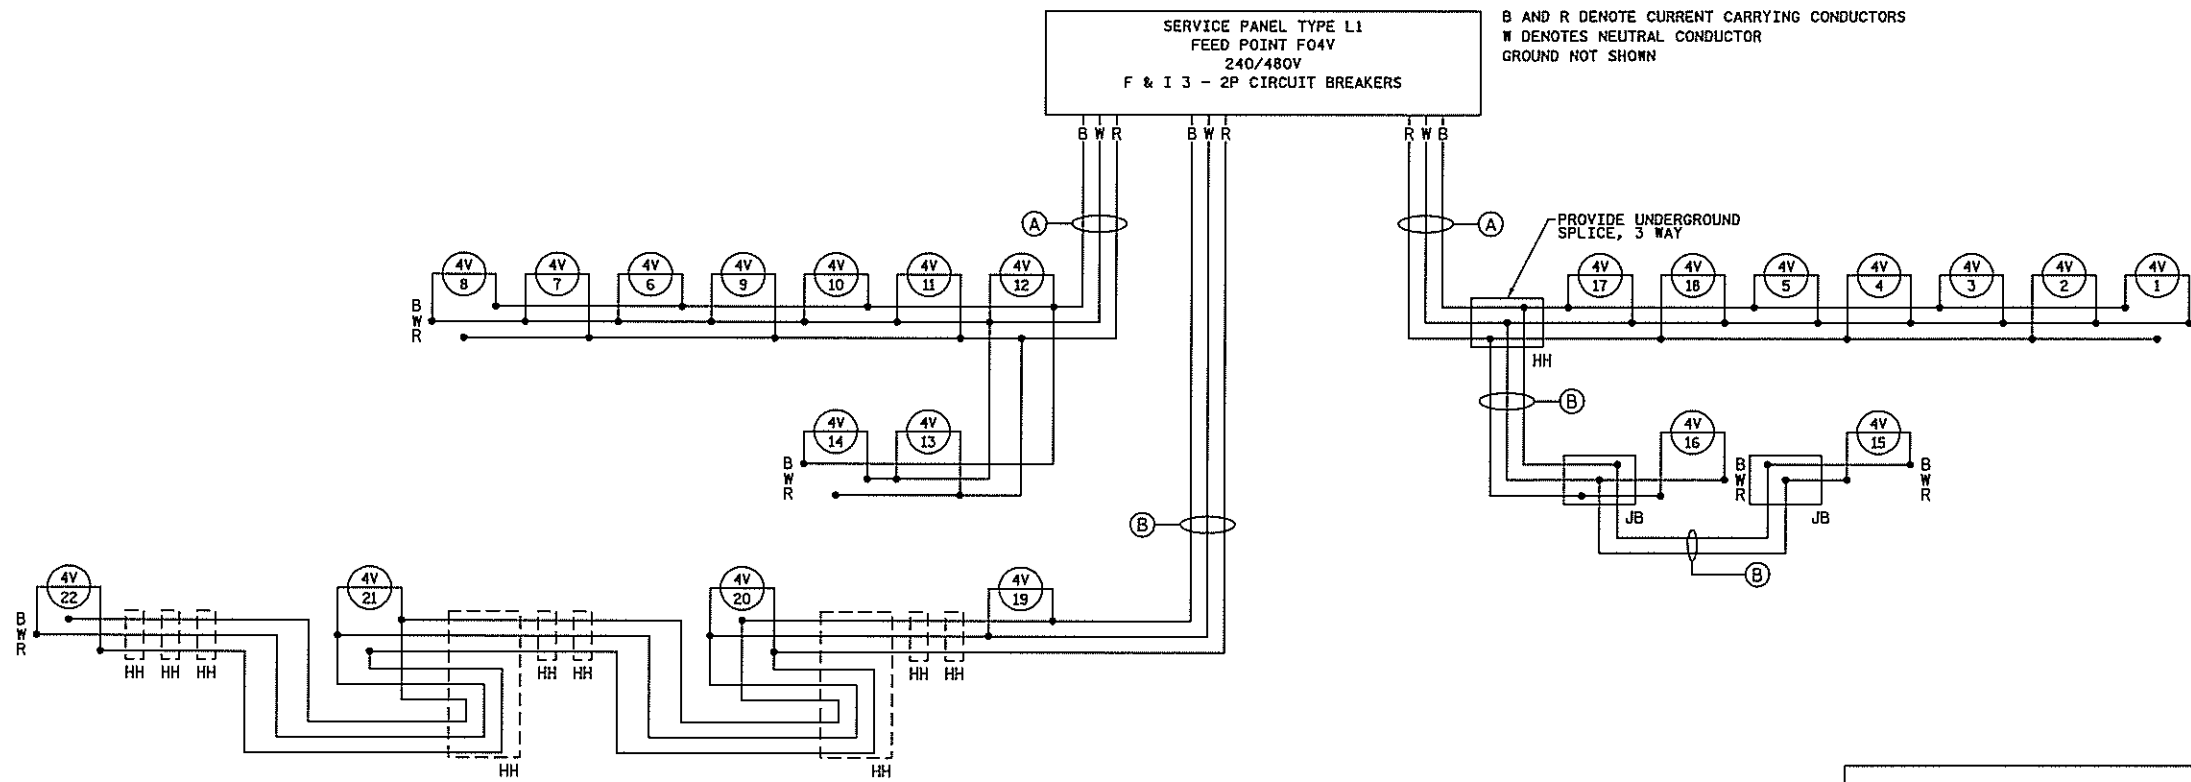 SERVICE PANEL TYPE L1
FEED POINT F04V
240/480V
F & I 3 - 2P CIRCUIT BREAKERS
B AND R DENOTE CURRENT CARRYING CONDUCTORS
W DENOTES NEUTRAL CONDUCTOR
GROUND NOT SHOWN
B W R
B W R
R W B
A
A
PROVIDE UNDERGROUND
SPLICE, 3 WAY
4V 8
4V 7
4V 6
4V 9
4V 10
4V 11
4V 12
4V 17
4V 18
4V 5
4V 4
4V 3
4V 2
4V 1
B
W
R
HH
B
4V 14
4V 13
4V 16
4V 15
B
W
R
B
W
R
B
W
R
JB
JB
B
B
4V 22
4V 21
4V 20
4V 19
B
W
R
HH
HH
HH
HH
HH
HH
HH
HH
HH